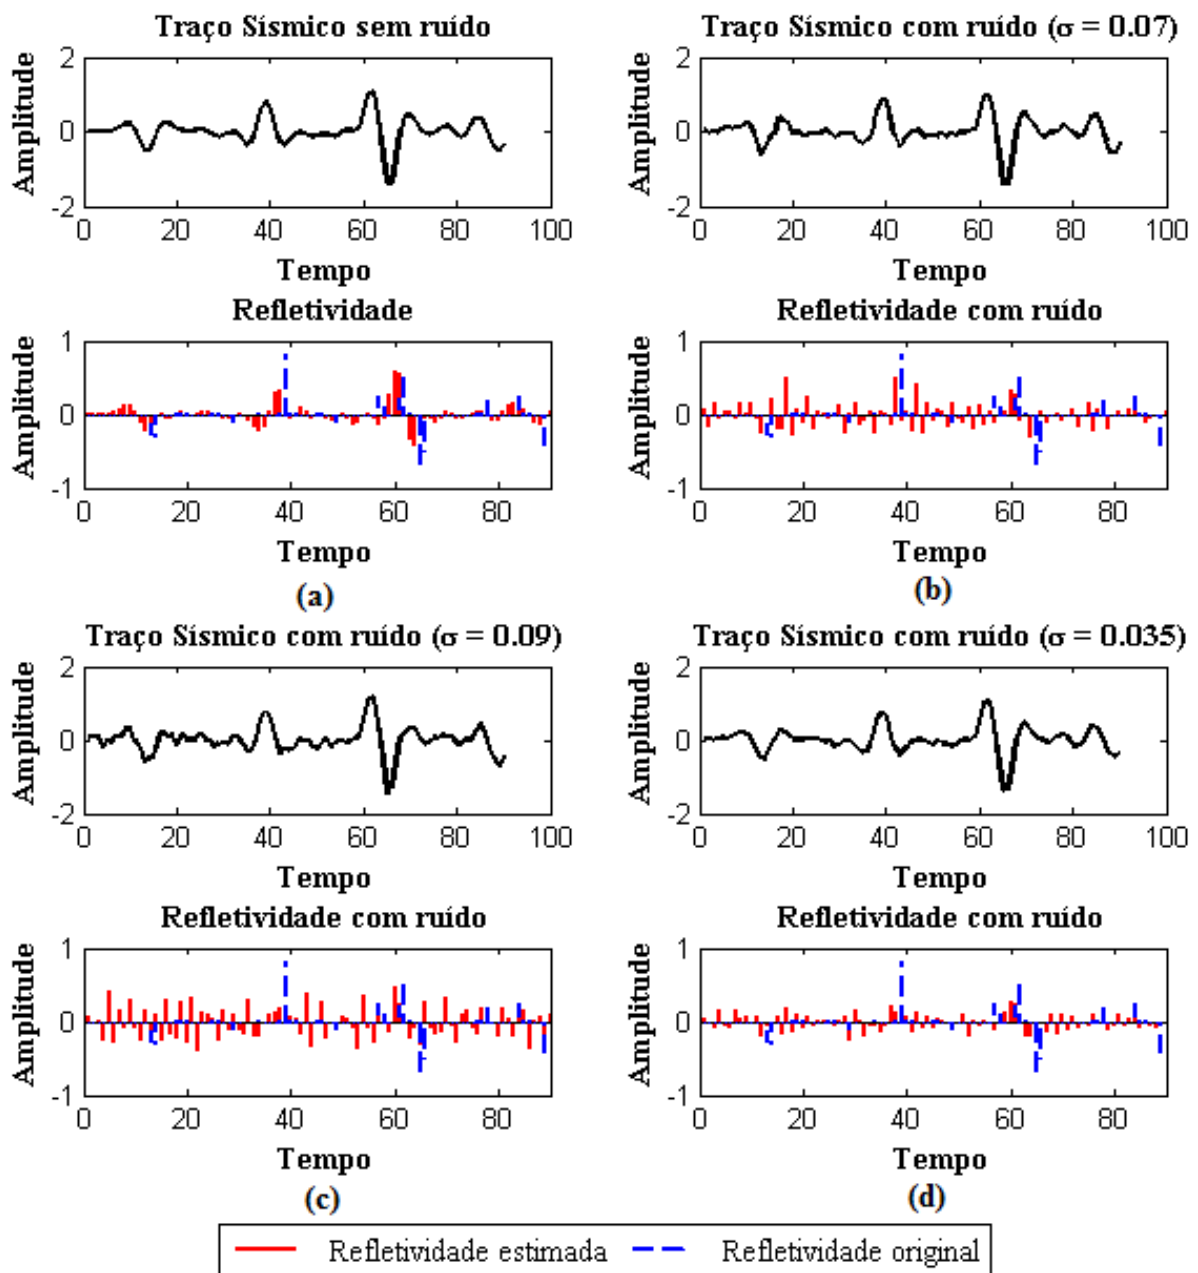 Traço Sísmico sem ruído
Amplitude
2
0
-2
0 20 40 60 80 100
Tempo
Refletividade
Amplitude
1
0
-1
0 20 40 60 80
Tempo
(a)
Traço Sísmico com ruído (σ = 0.07)
Amplitude
2
0
-2
0 20 40 60 80 100
Tempo
Refletividade com ruído
Amplitude
1
0
-1
0 20 40 60 80
Tempo
(b)
Traço Sísmico com ruído (σ = 0.09)
Amplitude
2
0
-2
0 20 40 60 80 100
Tempo
Refletividade com ruído
Amplitude
1
0
-1
0 20 40 60 80
Tempo
(c)
Traço Sísmico com ruído (σ = 0.035)
Amplitude
2
0
-2
0 20 40 60 80 100
Tempo
Refletividade com ruído
Amplitude
1
0
-1
0 20 40 60 80
Tempo
(d)
Refletividade estimada
Refletividade original